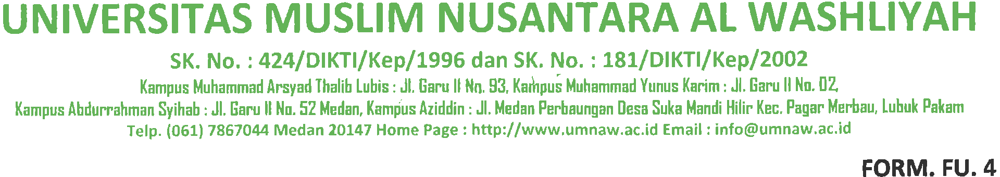 UNIVERSITAS MUSLIM NUSANTARA AL WASHLIYAH
SK. No. : 424/DIKTI/Kep/1996 dan SK. No. : 181/DIKTI/Kep/2002
Kampus Muhammad Arsyad Thalib Lubis : Jl. Garu II No. 93, Kampus Muhammad Yunus Karim : Jl. Garu II No. 02,
Kampus Abdurrahman Syihab : Jl. Garu II No. 52 Medan, Kampus Aziddin : Jl. Medan Perbaungan Desa Suka Mandi Hilir Kec. Pagar Merbau, Lubuk Pakam
Telp. (061) 7867044 Medan 20147 Home Page : http://www.umnaw.ac.id Email : info@umnaw.ac.id
FORM. FU. 4